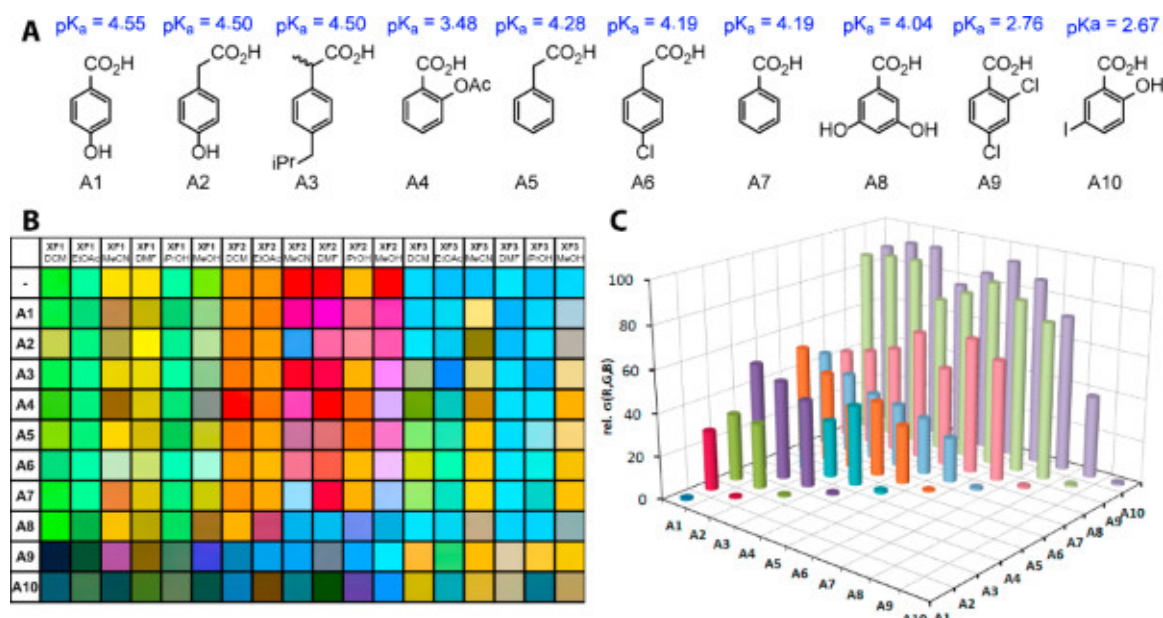 A
pKa = 4.55 pKa = 4.50 pKa = 4.50 pKa = 3.48 pKa = 4.28 pKa = 4.19 pKa = 4.19 pKa = 4.04 pKa = 2.76 pKa = 2.67
CO2H CO2H CO2H CO2H CO2H CO2H CO2H CO2H CO2H CO2H
OAc Cl OH
OH OH iPr Cl HO OH Cl I
A1 A2 A3 A4 A5 A6 A7 A8 A9 A10
B
XF1 XF1 XF1 XF1 XF1 XF1 XF2 XF2 XF2 XF2 XF2 XF2 XF3 XF3 XF3 XF3 XF3 XF3
DCM EtOAc MeCN DMF iPrOH MeOH DCM EtOAc MeCN DMF iPrOH MeOH DCM EtOAc MeCN DMF iPrOH MeOH
-
A1
A2
A3
A4
A5
A6
A7
A8
A9
A10
C
rel. σ(R,G,B)
100
80
60
40
20
0
A1 A2 A3 A4 A5 A6 A7 A8 A9 A10
A1 A2 A3 A4 A5 A6 A7 A8 A9 A10